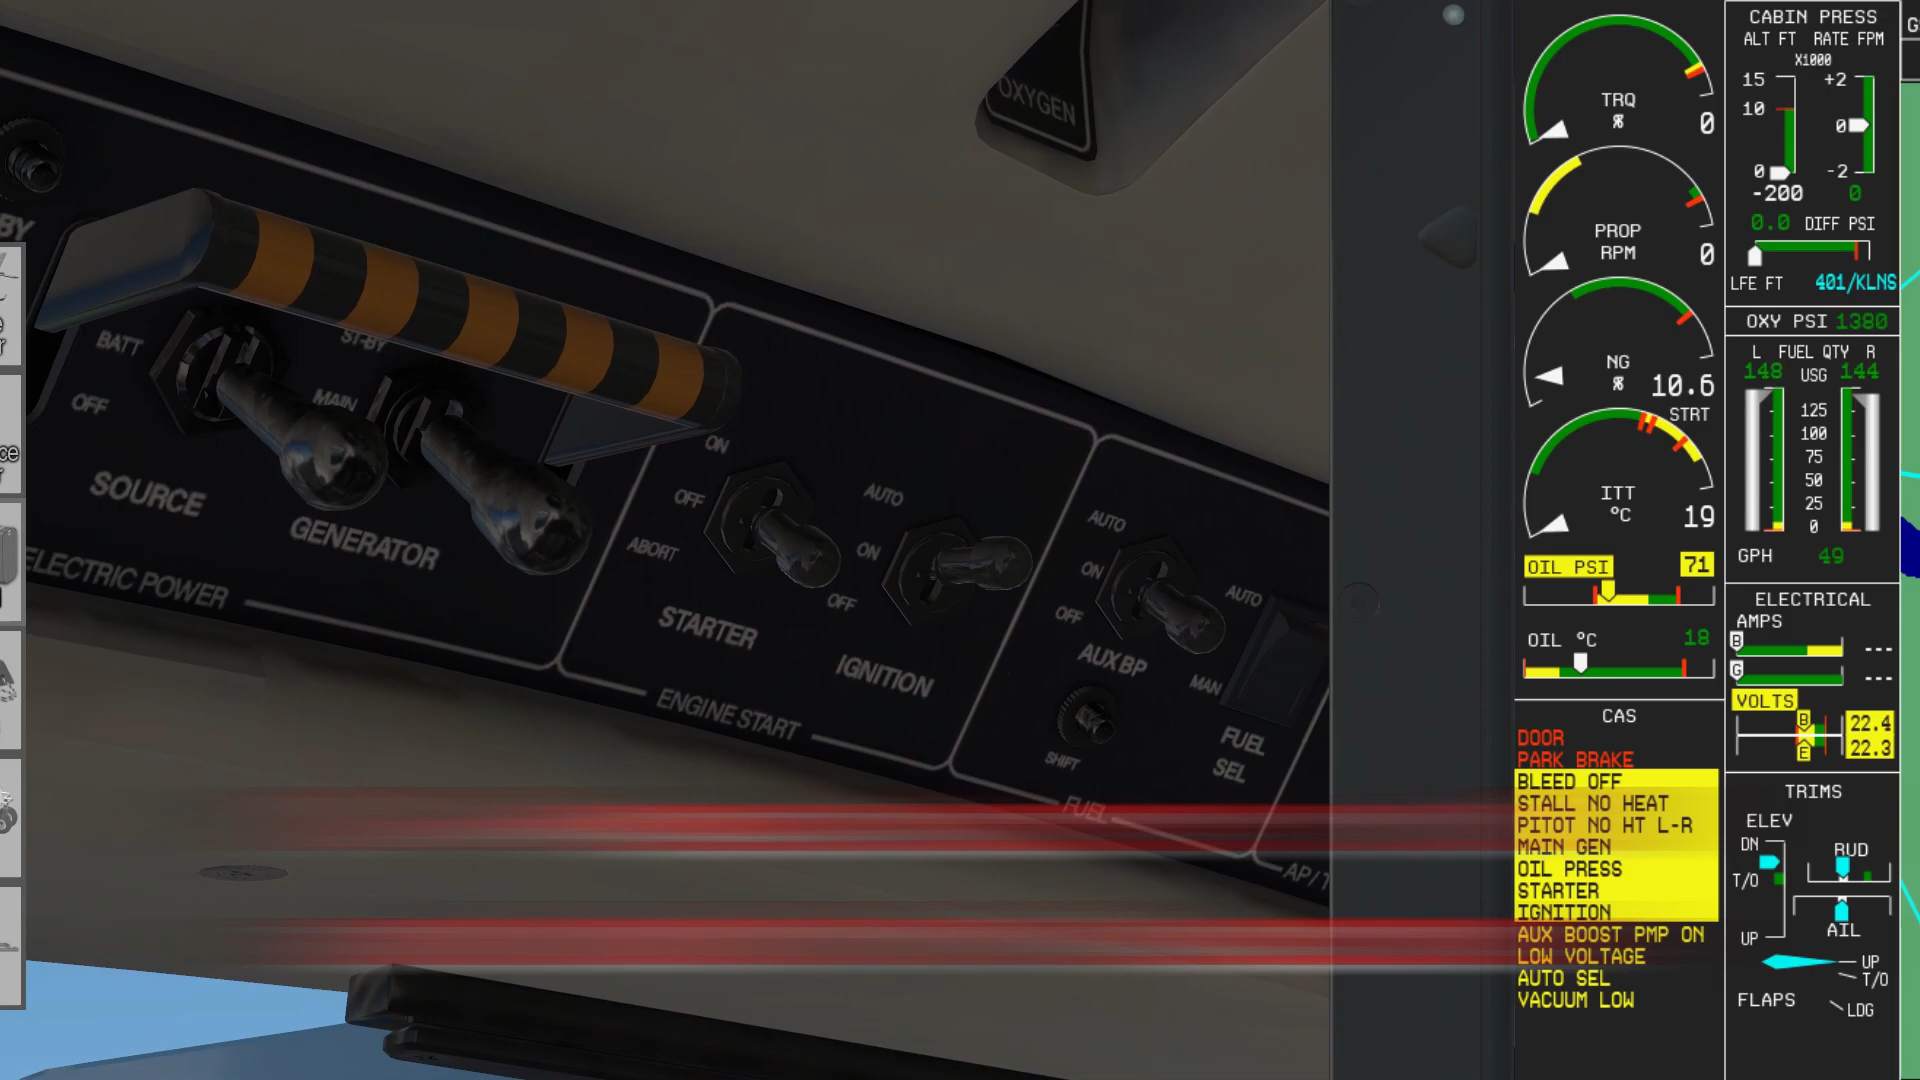 OXYGEN
BY
BATT
OFF
ST-BY
MAIN
SOURCE
GENERATOR
ELECTRIC POWER
ON
OFF
ABORT
STARTER
AUTO
ON
OFF
IGNITION
ENGINE START
AUTO
ON
OFF
AUX BP
SHIFT
AUTO
MAN
FUEL
SEL
FUEL
AP/T
r
ce
r
TRQ
%
0
PROP
RPM
0
NG
%
10.6
STRT
ITT
°C
19
OIL PSI 71
OIL °C 18
CAS
DOOR
PARK BRAKE
BLEED OFF
STALL NO HEAT
PITOT NO HT L-R
MAIN GEN
OIL PRESS
STARTER
IGNITION
AUX BOOST PMP ON
LOW VOLTAGE
AUTO SEL
VACUUM LOW
CABIN PRESS
ALT FT RATE FPM
X1000
15 +2
10 0
0 -2
-200 0
0.0 DIFF PSI
LFE FT 401/KLNS
OXY PSI 1380
L FUEL QTY R
148 USG 144
125
100
75
50
25
0
GPH 49
ELECTRICAL
AMPS
B ---
G ---
VOLTS
B 22.4
E 22.3
TRIMS
ELEV
DN RUD
T/O
UP AIL
UP
T/O
FLAPS LDG
G